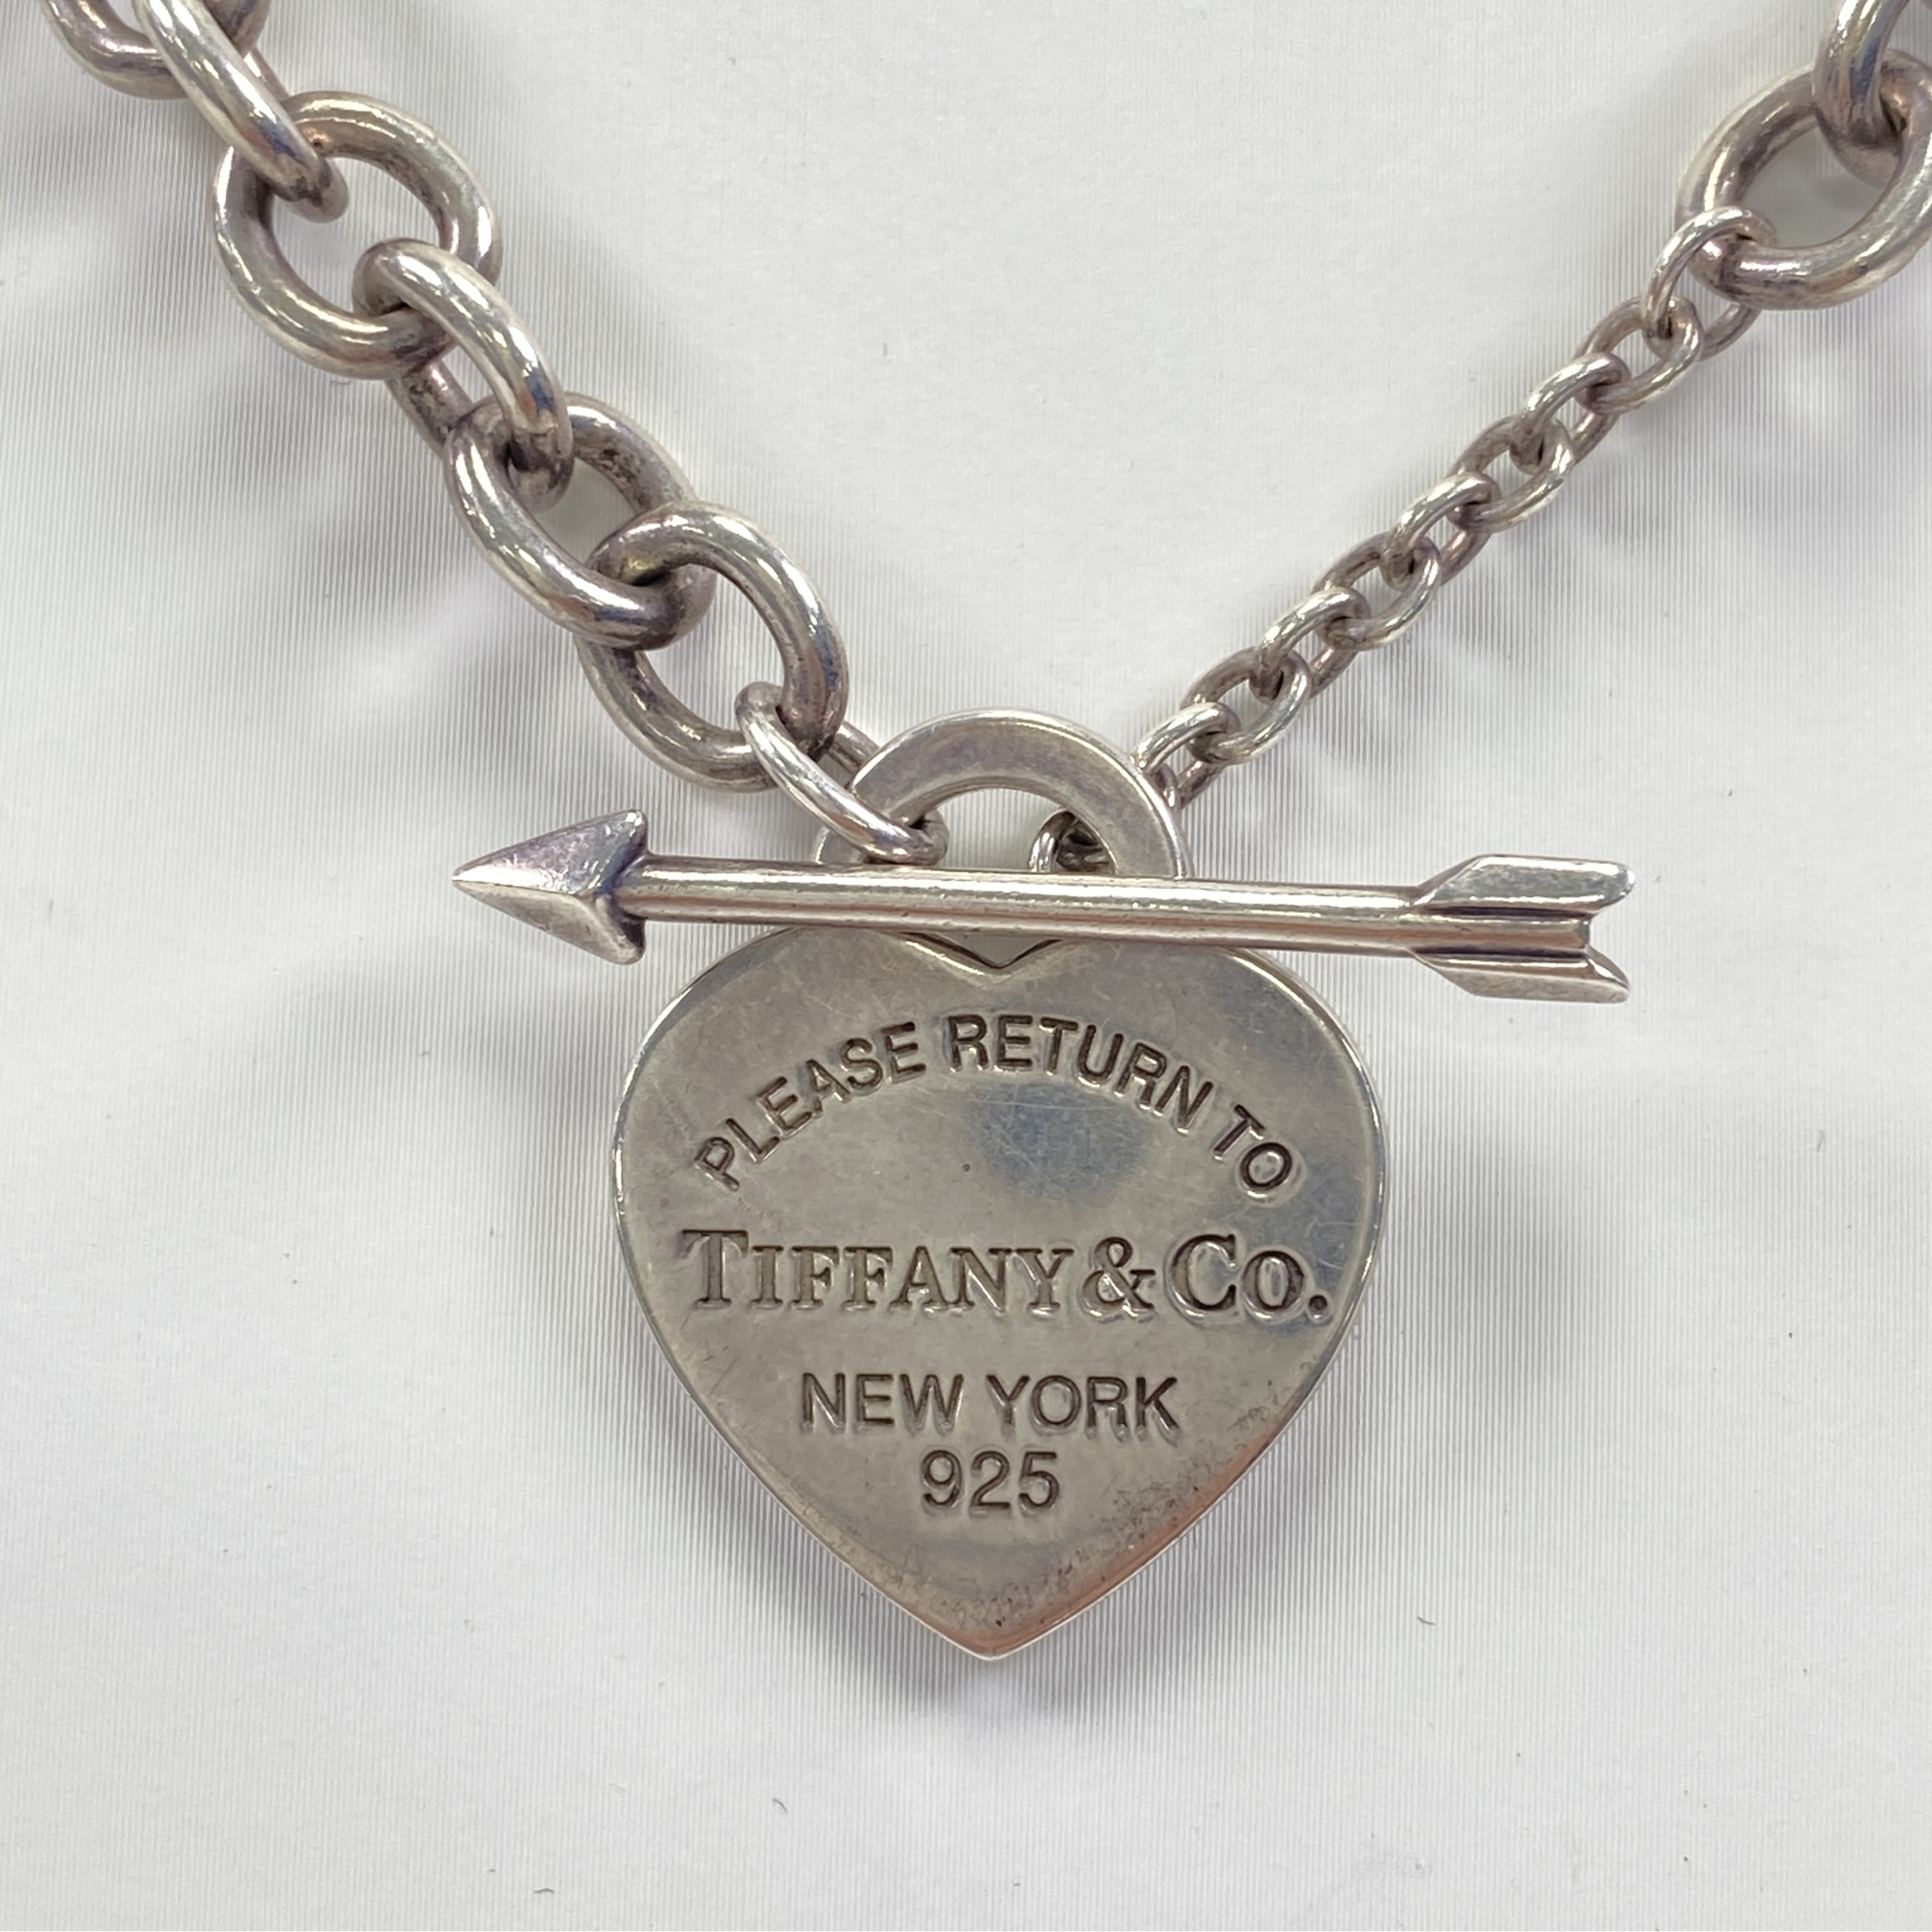 PLEASE RETURN TO
TIFFANY & CO.
NEW YORK
925